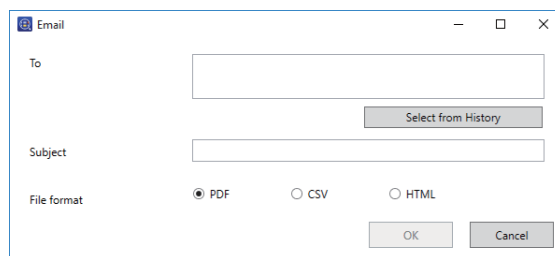 Email
To
Select from History
Subject
File format PDF CSV HTML
OK Cancel